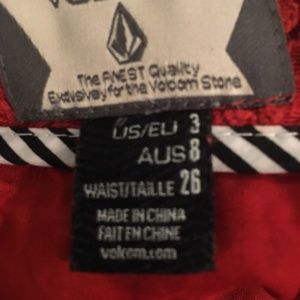 The FINEST Quality
Exclusively for the Volcom Stone
US/EU 3
AUS 8
WAIST/TAILLE 26
MADE IN CHINA
FAIT EN CHINE
volcom.com